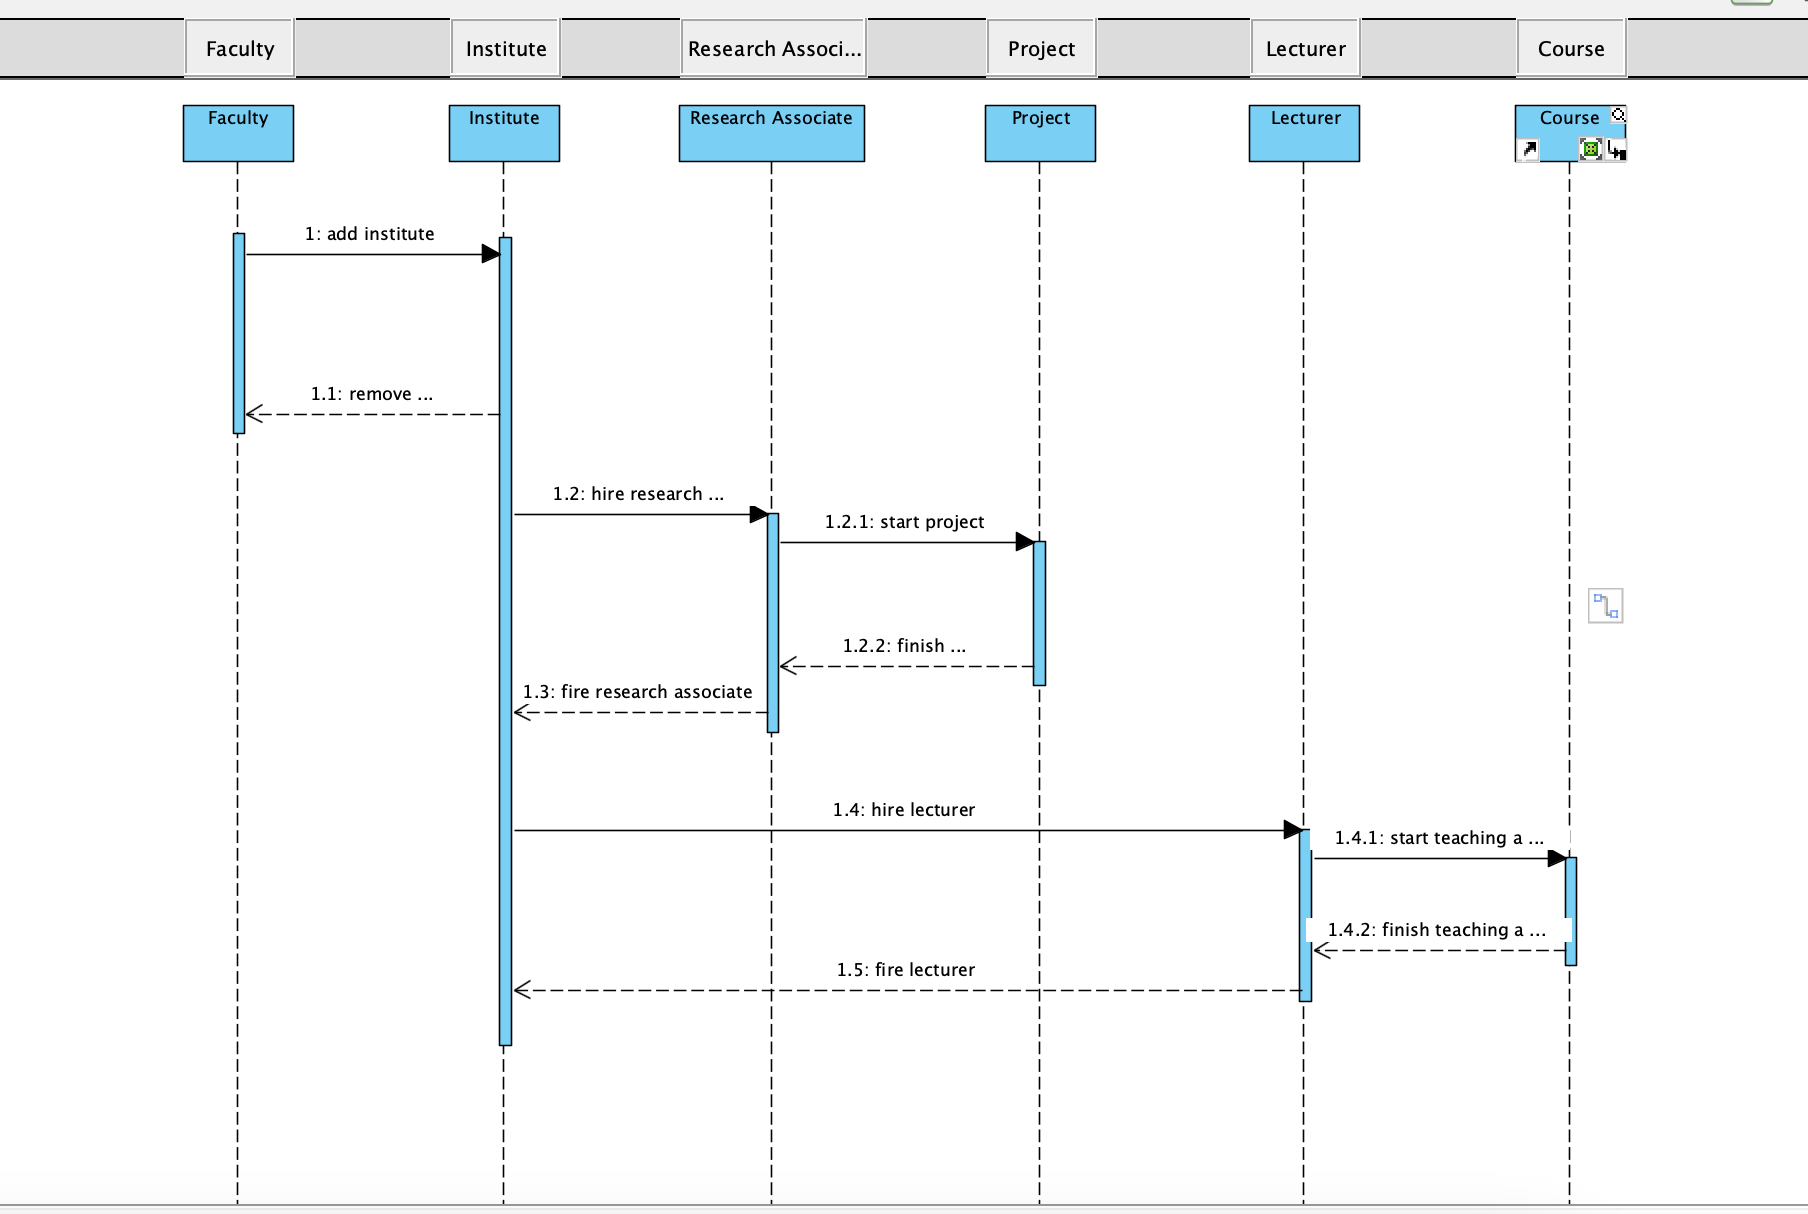 Faculty
Institute
Research Associ...
Project
Lecturer
Course
Faculty
Institute
Research Associate
Project
Lecturer
Course
1: add institute
1.1: remove ...
1.2: hire research ...
1.2.1: start project
1.2.2: finish ...
1.3: fire research associate
1.4: hire lecturer
1.4.1: start teaching a ...
1.4.2: finish teaching a ...
1.5: fire lecturer